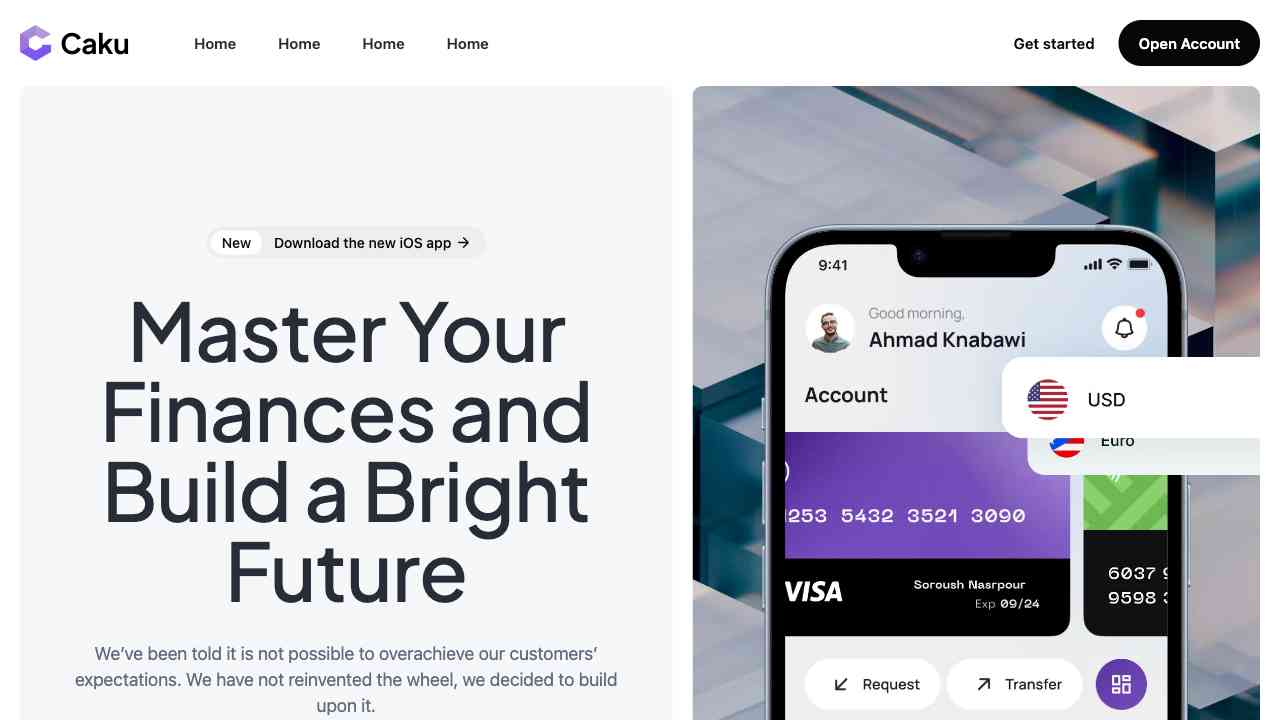 Caku
Home Home Home Home
Get started
Open Account
New Download the new iOS app →
Master Your
Finances and
Build a Bright
Future
We’ve been told it is not possible to overachieve our customers’
expectations. We have not reinvented the wheel, we decided to build
upon it.
9:41
Good morning,
Ahmad Knabawi
Account
USD
Euro
1253 5432 3521 3090
VISA
Soroush Nasrpour
Exp 09/24
6037
9598
Request
Transfer